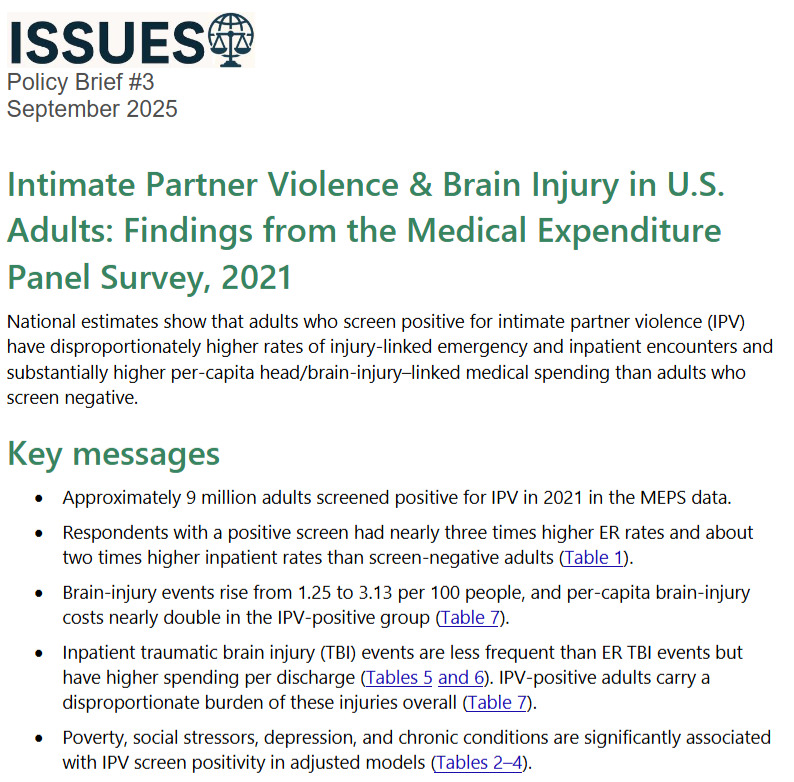 ISSUES
Policy Brief #3
September 2025
Intimate Partner Violence & Brain Injury in U.S.
Adults: Findings from the Medical Expenditure
Panel Survey, 2021
National estimates show that adults who screen positive for intimate partner violence (IPV)
have disproportionately higher rates of injury-linked emergency and inpatient encounters and
substantially higher per-capita head/brain-injury–linked medical spending than adults who
screen negative.
Key messages
• Approximately 9 million adults screened positive for IPV in 2021 in the MEPS data.
• Respondents with a positive screen had nearly three times higher ER rates and about
two times higher inpatient rates than screen-negative adults (Table 1).
• Brain-injury events rise from 1.25 to 3.13 per 100 people, and per-capita brain-injury
costs nearly double in the IPV-positive group (Table 7).
• Inpatient traumatic brain injury (TBI) events are less frequent than ER TBI events but
have higher spending per discharge (Tables 5 and 6). IPV-positive adults carry a
disproportionate burden of these injuries overall (Table 7).
• Poverty, social stressors, depression, and chronic conditions are significantly associated
with IPV screen positivity in adjusted models (Tables 2–4).